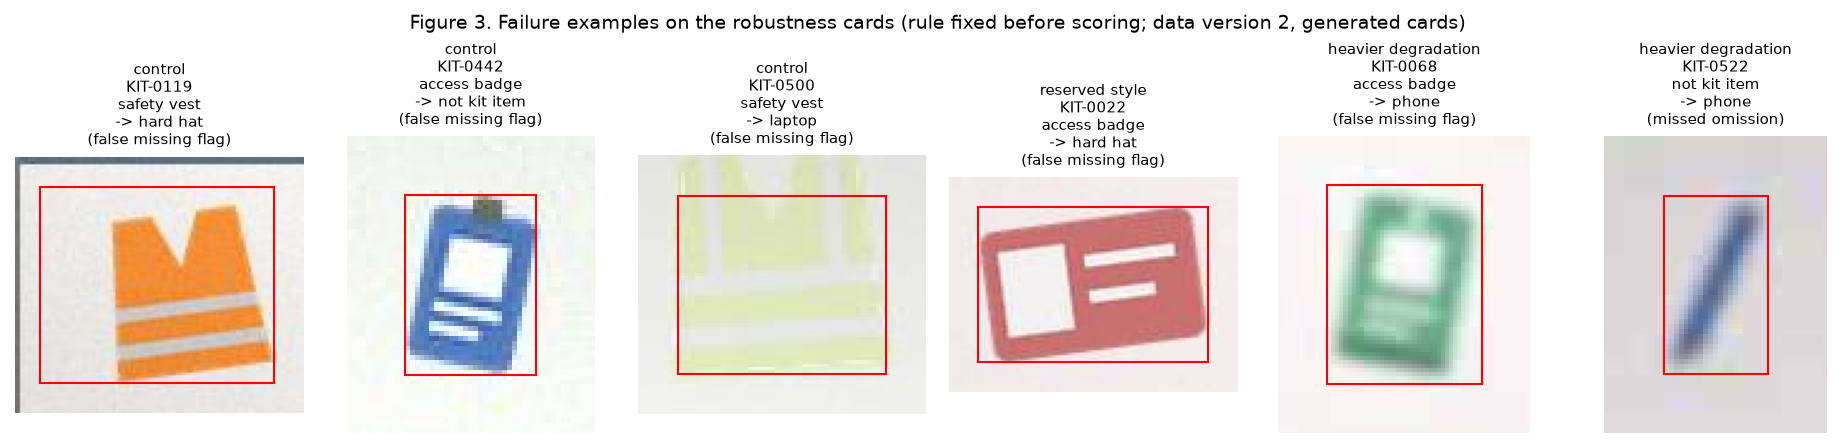 Figure 3. Failure examples on the robustness cards (rule fixed before scoring; data version 2, generated cards)
control
KIT-0119
safety vest
-> hard hat
(false missing flag)
control
KIT-0442
access badge
-> not kit item
(false missing flag)
control
KIT-0500
safety vest
-> laptop
(false missing flag)
reserved style
KIT-0022
access badge
-> hard hat
(false missing flag)
heavier degradation
KIT-0068
access badge
-> phone
(false missing flag)
heavier degradation
KIT-0522
not kit item
-> phone
(missed omission)